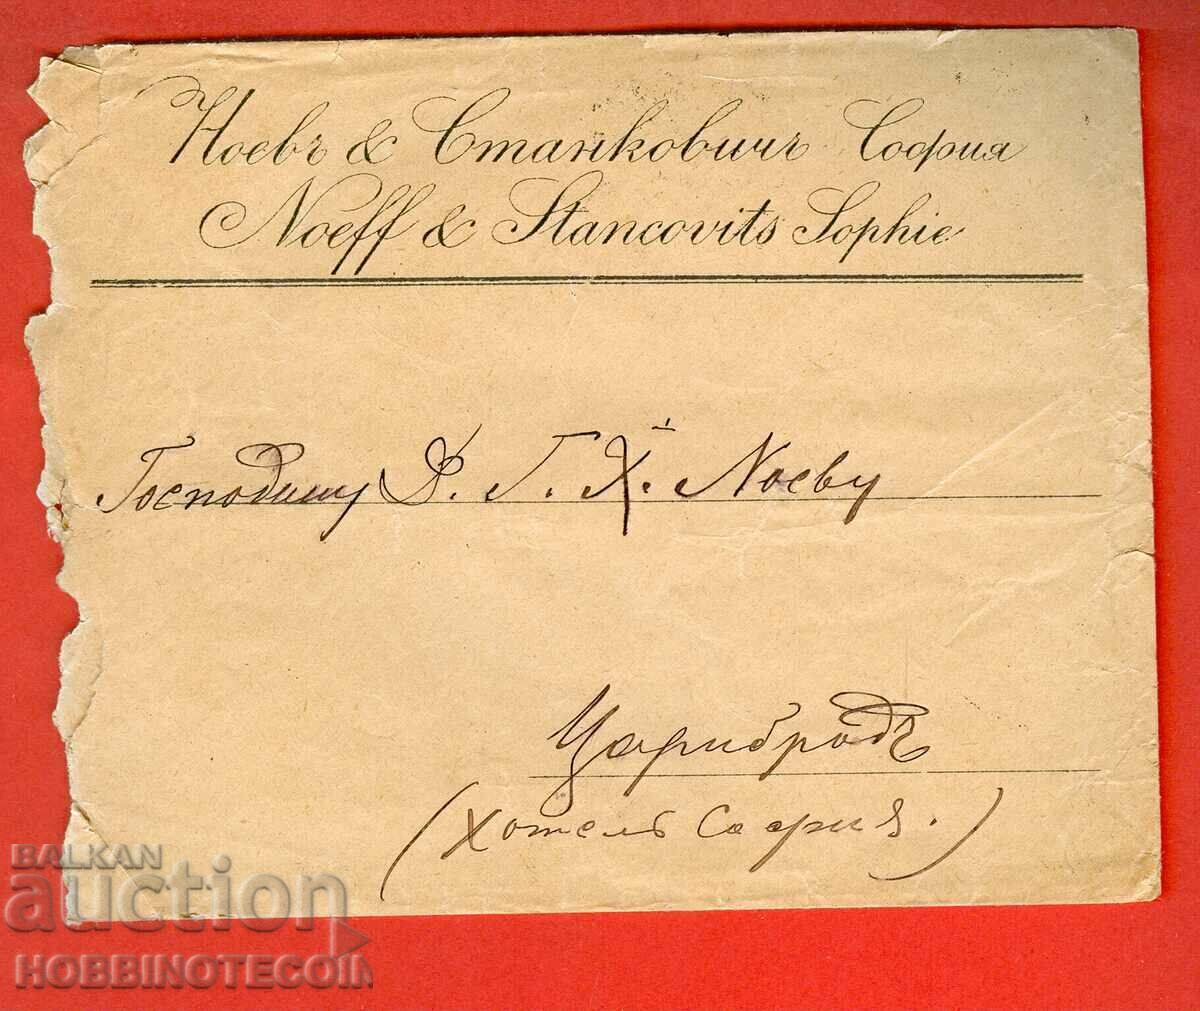 Ноевъ & Станковичъ София
Noeff & Stancovits Sophie
Господину Д. Г. Х. Ноеву
Царибродъ
(Хотелъ София.)
BALKAN
auction
HOBBINOTECOIN